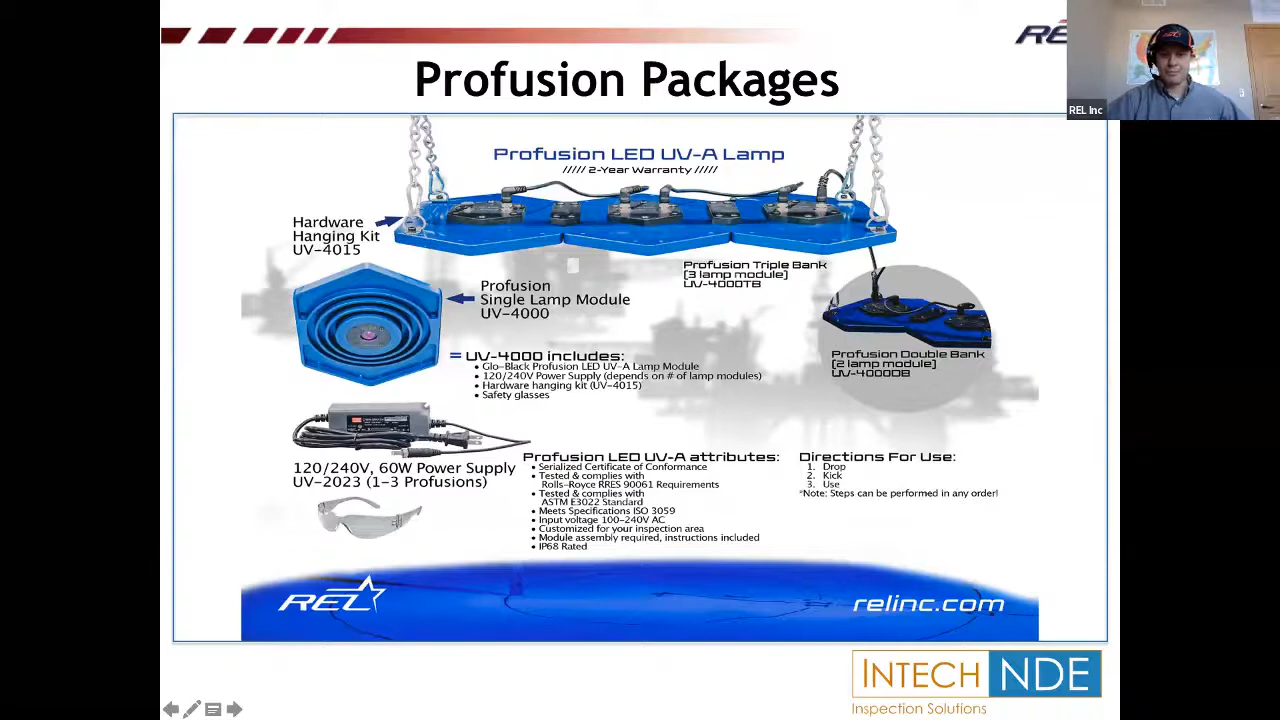 REL
REL Inc
Profusion Packages
Profusion LED UV-A Lamp
///// 2-Year Warranty /////
Hardware
Hanging Kit
UV-4015
Profusion Triple Bank
[3 lamp module]
UV-4000TB
Profusion
Single Lamp Module
UV-4000
Profusion Double Bank
[2 lamp module]
UV-4000DB
= UV-4000 includes:
• Glo-Black Profusion LED UV-A Lamp Module
• 120/240V Power Supply (depends on # of lamp modules)
• Hardware hanging kit (UV-4015)
• Safety glasses
120/240V, 60W Power Supply
UV-2023 (1-3 Profusions)
Profusion LED UV-A attributes:
• Serialized Certificate of Conformance
• Tested & complies with
Rolls-Royce RRES 90061 Requirements
• Tested & complies with
ASTM E3022 Standard
• Meets Specifications ISO 3059
• Input voltage 100-240V AC
• Customized for your inspection area
• Module assembly required, instructions included
• IP68 Rated
Directions For Use:
1. Drop
2. Kick
3. Use
*Note: Steps can be performed in any order!
REL
relinc.com
INTECH NDE
Inspection Solutions